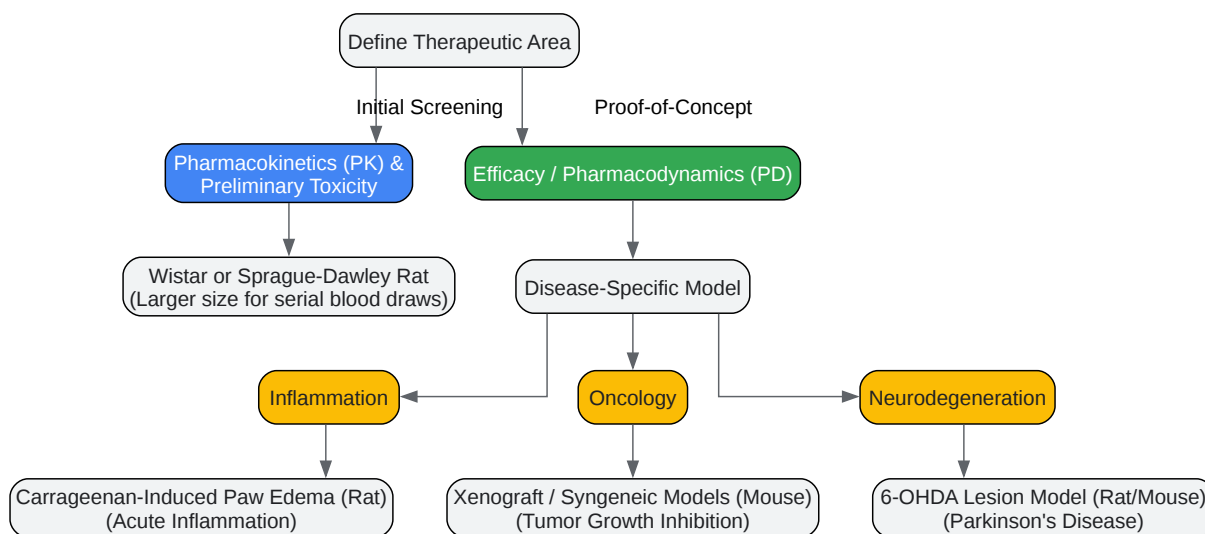 Define Therapeutic Area
Initial Screening
Proof-of-Concept
Pharmacokinetics (PK) &
Preliminary Toxicity
Efficacy / Pharmacodynamics (PD)
Wistar or Sprague-Dawley Rat
(Larger size for serial blood draws)
Disease-Specific Model
Inflammation
Oncology
Neurodegeneration
Carrageenan-Induced Paw Edema (Rat)
(Acute Inflammation)
Xenograft / Syngeneic Models (Mouse)
(Tumor Growth Inhibition)
6-OHDA Lesion Model (Rat/Mouse)
(Parkinson's Disease)